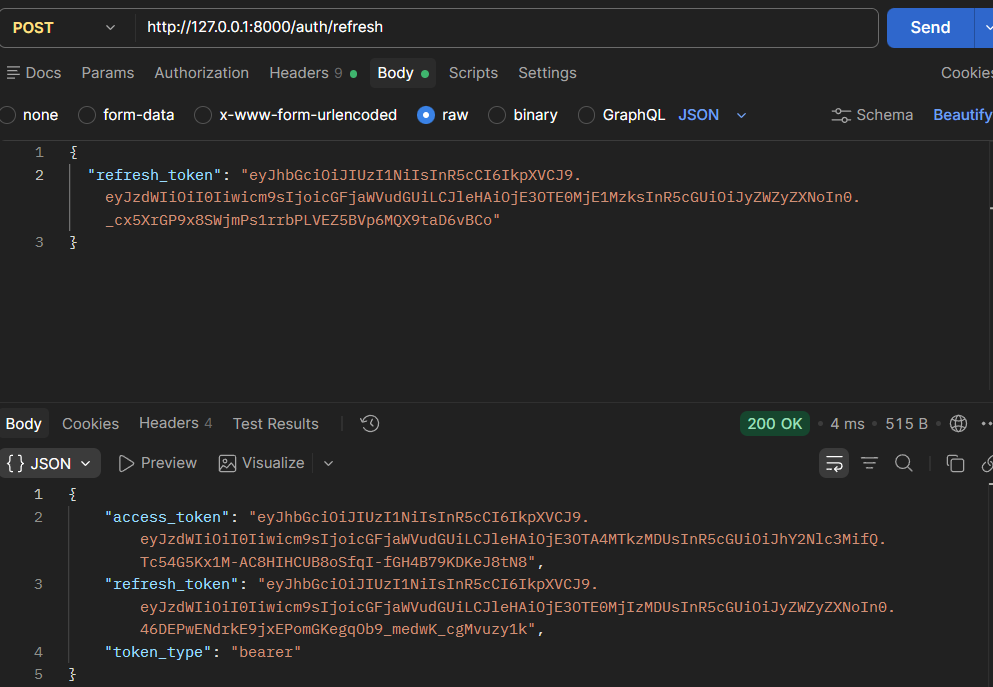 POST http://127.0.0.1:8000/auth/refresh Send
Docs Params Authorization Headers 9 Body Scripts Settings Cookies
none form-data x-www-form-urlencoded raw binary GraphQL JSON Schema Beautify
1 {
2 "refresh_token": "eyJhbGciOiJIUzI1NiIsInR5cCI6IkpXVCJ9.
eyJzdWIiOiI0Iiwicm9sIjoicGFjaWVudGUiLCJleHAiOjE3OTE0MjE1MzksInR5cGUiOiJyZWZyZXNoIn0.
_cx5XrGP9x8SWjmPs1rrbPLVEZ5BVp6MQX9taD6vBCo"
3 }
Body Cookies Headers 4 Test Results 200 OK • 4 ms • 515 B •
{} JSON Preview Visualize
1 {
2 "access_token": "eyJhbGciOiJIUzI1NiIsInR5cCI6IkpXVCJ9.
eyJzdWIiOiI0Iiwicm9sIjoicGFjaWVudGUiLCJleHAiOjE3OTA4MTkzMDUsInR5cGUiOiJhY2Nlc3MifQ.
Tc54G5Kx1M-AC8HIHCUB8oSfqI-fGH4B79KDKeJ8tN8",
3 "refresh_token": "eyJhbGciOiJIUzI1NiIsInR5cCI6IkpXVCJ9.
eyJzdWIiOiI0Iiwicm9sIjoicGFjaWVudGUiLCJleHAiOjE3OTE0MjIzMDUsInR5cGUiOiJyZWZyZXNoIn0.
46DEPwENdrkE9jxEPomGKegqOb9_medwK_cgMvuzy1k",
4 "token_type": "bearer"
5 }